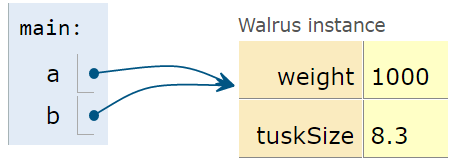 main:
a
b
Walrus instance
weight 1000
tuskSize 8.3